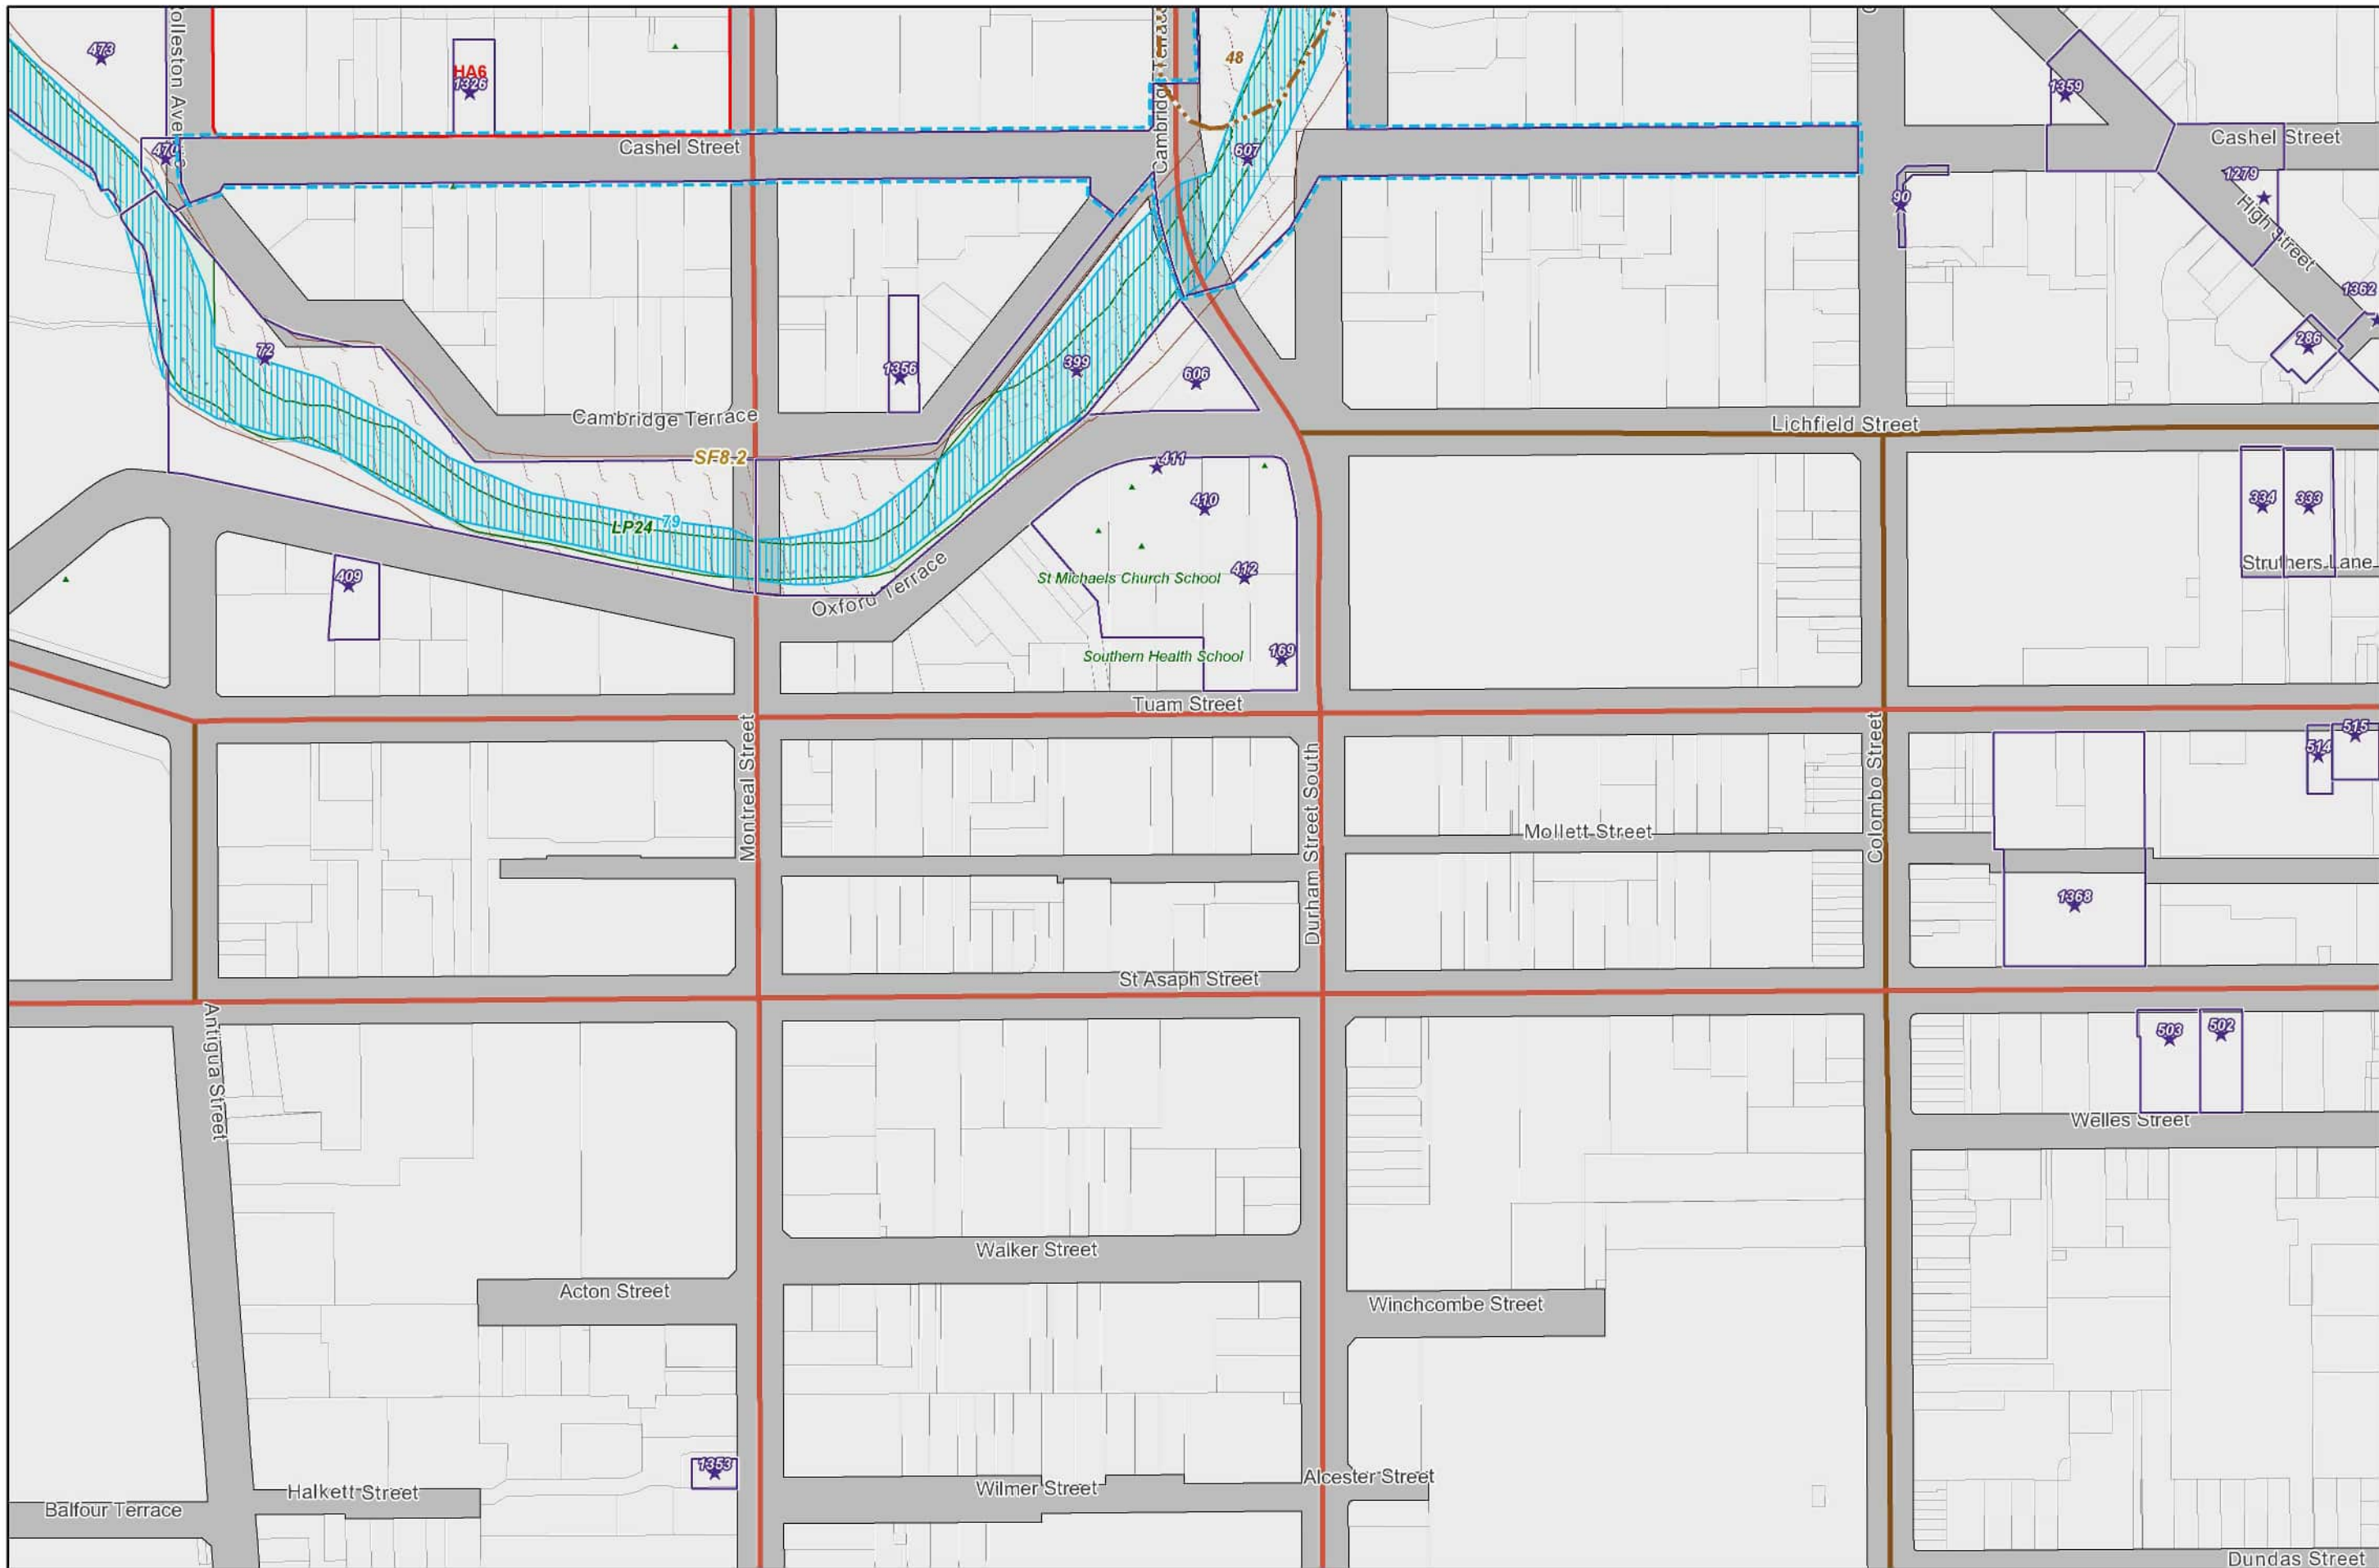 473
olleston Avenue
HA6
1326
Cambridge Terrace
48
1359
Cashel Street
Cashel Street
470
607
1279
90
High Street
1362
286
72
1356
399
606
Cambridge Terrace
Lichfield Street
SF8.2
411
410
334
333
LP24
79
Struthers Lane
409
412
St Michaels Church School
Oxford Terrace
Southern Health School
169
Tuam Street
Montreal Street
Durham Street South
Colombo Street
514
515
Mollett Street
1368
St Asaph Street
Antigua Street
503
502
Welles Street
Walker Street
Acton Street
Winchcombe Street
1353
Halkett Street
Wilmer Street
Alcester Street
Balfour Terrace
Dundas Street